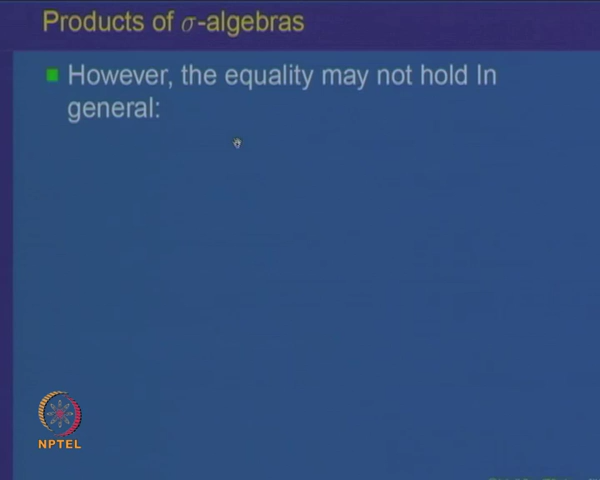 Products of σ-algebras
However, the equality may not hold In
general:
NPTEL